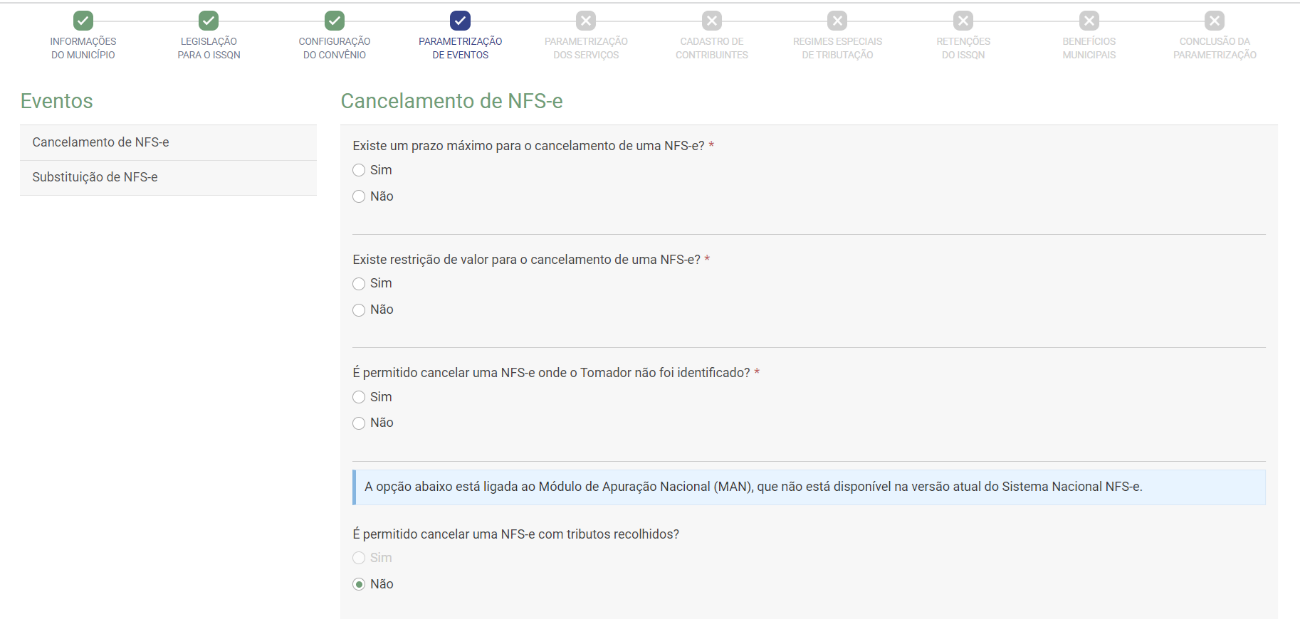 INFORMAÇÕES
DO MUNICÍPIO
LEGISLAÇÃO
PARA O ISSQN
CONFIGURAÇÃO
DO CONVÊNIO
PARAMETRIZAÇÃO
DE EVENTOS
PARAMETRIZAÇÃO
DOS SERVIÇOS
CADASTRO DE
CONTRIBUINTES
REGIMES ESPECIAIS
DE TRIBUTAÇÃO
RETENÇÕES
DO ISSQN
BENEFÍCIOS
MUNICIPAIS
CONCLUSÃO DA
PARAMETRIZAÇÃO
Eventos
Cancelamento de NFS-e
Substituição de NFS-e
Cancelamento de NFS-e
Existe um prazo máximo para o cancelamento de uma NFS-e? *
Sim
Não
Existe restrição de valor para o cancelamento de uma NFS-e? *
Sim
Não
É permitido cancelar uma NFS-e onde o Tomador não foi identificado? *
Sim
Não
A opção abaixo está ligada ao Módulo de Apuração Nacional (MAN), que não está disponível na versão atual do Sistema Nacional NFS-e.
É permitido cancelar uma NFS-e com tributos recolhidos?
Sim
Não